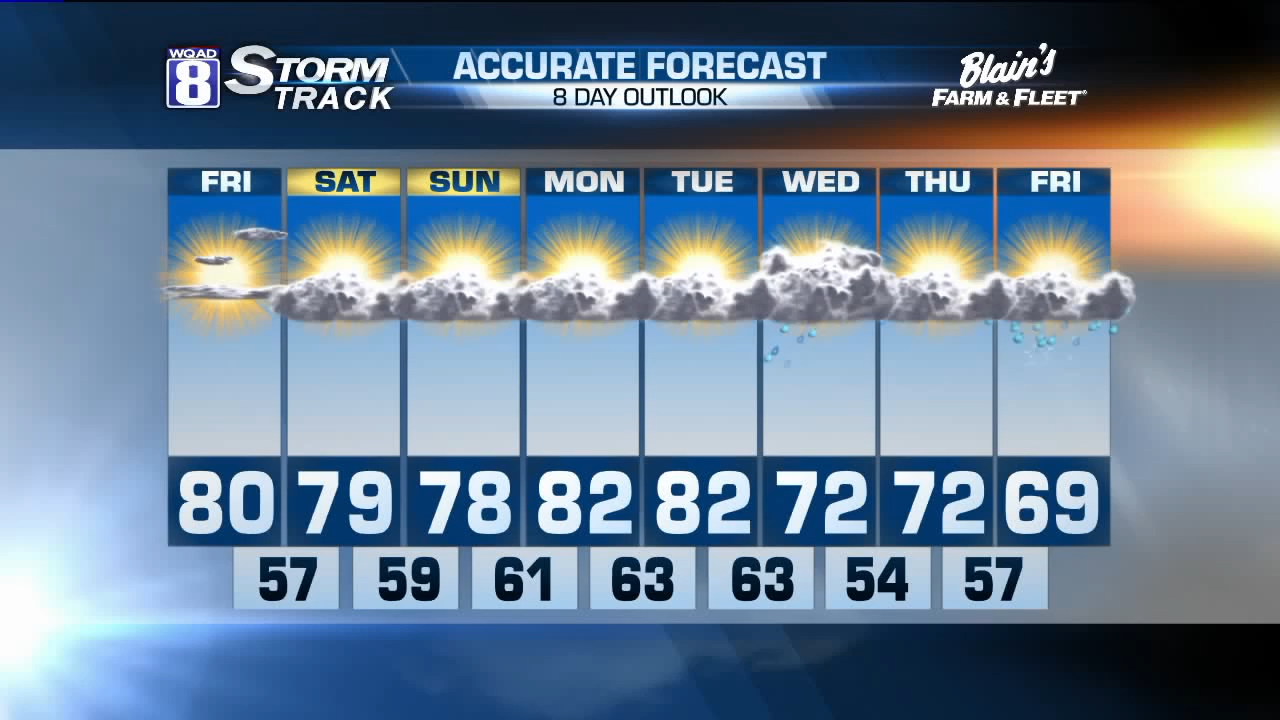 WQAD
8 STORM TRACK
ACCURATE FORECAST
8 DAY OUTLOOK
Blain's
FARM & FLEET®
FRI SAT SUN MON TUE WED THU FRI
80 79 78 82 82 72 72 69
57 59 61 63 63 54 57